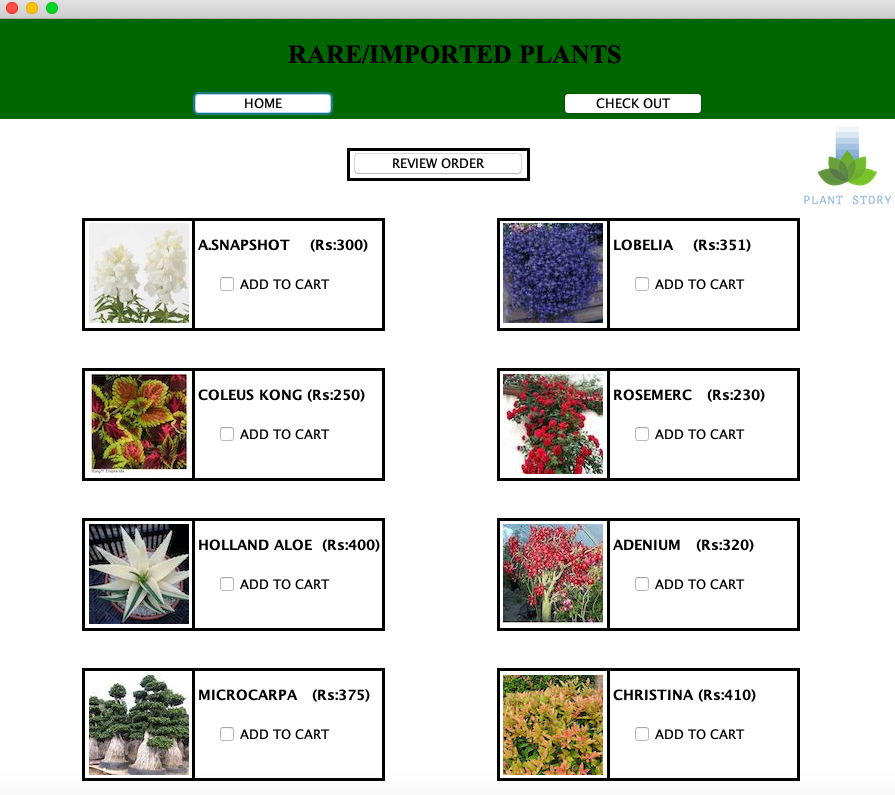 RARE/IMPORTED PLANTS
HOME
CHECK OUT
REVIEW ORDER
PLANT STORY
A.SNAPSHOT (Rs:300)
ADD TO CART
LOBELIA (Rs:351)
ADD TO CART
COLEUS KONG (Rs:250)
ADD TO CART
ROSEMERC (Rs:230)
ADD TO CART
HOLLAND ALOE (Rs:400)
ADD TO CART
ADENIUM (Rs:320)
ADD TO CART
MICROCARPA (Rs:375)
ADD TO CART
CHRISTINA (Rs:410)
ADD TO CART